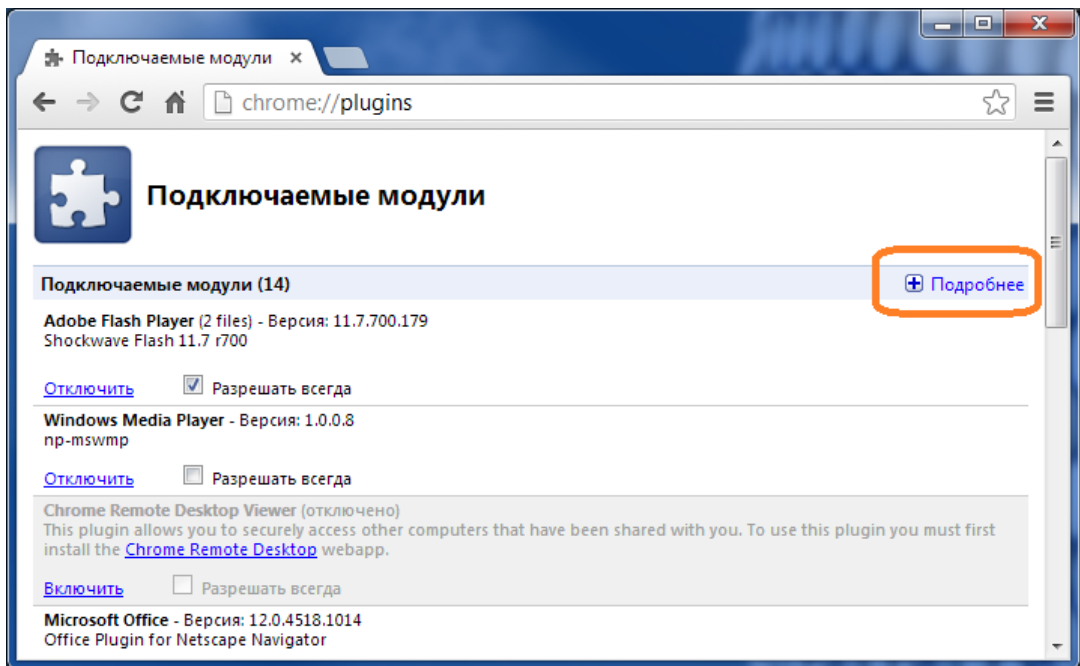 Подключаемые модули
chrome://plugins
Подключаемые модули
Подключаемые модули (14)
Подробнее
Adobe Flash Player (2 files) - Версия: 11.7.700.179
Shockwave Flash 11.7 r700
Отключить Разрешать всегда
Windows Media Player - Версия: 1.0.0.8
np-mswmp
Отключить Разрешать всегда
Chrome Remote Desktop Viewer (отключено)
This plugin allows you to securely access other computers that have been shared with you. To use this plugin you must first
install the Chrome Remote Desktop webapp.
Включить Разрешать всегда
Microsoft Office - Версия: 12.0.4518.1014
Office Plugin for Netscape Navigator